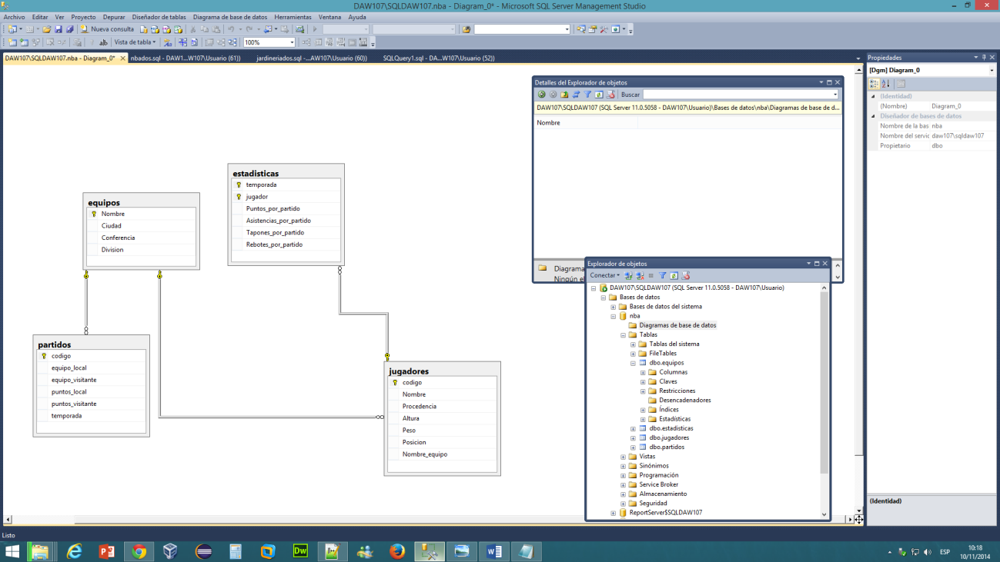 DAW107\SQLDAW107.nba - Diagram_0* - Microsoft SQL Server Management Studio
Archivo Editar Ver Proyecto Depurar Diseñador de tablas Diagrama de base de datos Herramientas Ventana Ayuda
Nueva consulta
Vista de tabla 100%
DAW107\SQLDAW107.nba - Diagram_0* nbados.sql - DAW1...W107\Usuario (61)) jardineriados.sql -...AW107\Usuario (60)) SQLQuery1.sql - DA...W107\Usuario (52))
equipos
Nombre
Ciudad
Conferencia
Division
estadisticas
temporada
jugador
Puntos_por_partido
Asistencias_por_partido
Tapones_por_partido
Rebotes_por_partido
partidos
codigo
equipo_local
equipo_visitante
puntos_local
puntos_visitante
temporada
jugadores
codigo
Nombre
Procedencia
Altura
Peso
Posicion
Nombre_equipo
Detalles del Explorador de objetos
Buscar
DAW107\SQLDAW107 (SQL Server 11.0.5058 - DAW107\Usuario)\Bases de datos\nba\Diagramas de base de d...
Nombre
Diagrama
Ningún el
Explorador de objetos
Conectar
DAW107\SQLDAW107 (SQL Server 11.0.5058 - DAW107\Usuario)
Bases de datos
Bases de datos del sistema
nba
Diagramas de base de datos
Tablas
Tablas del sistema
FileTables
dbo.equipos
Columnas
Claves
Restricciones
Desencadenadores
Índices
Estadísticas
dbo.estadisticas
dbo.jugadores
dbo.partidos
Vistas
Sinónimos
Programación
Service Broker
Almacenamiento
Seguridad
ReportServer$SQLDAW107
Propiedades
[Dgm] Diagram_0
(Identidad)
(Nombre) Diagram_0
Diseñador de bases de datos
Nombre de la bas nba
Nombre del servic daw107\sqldaw107
Propietario dbo
(Identidad)
Listo
ESP
10:18
10/11/2014